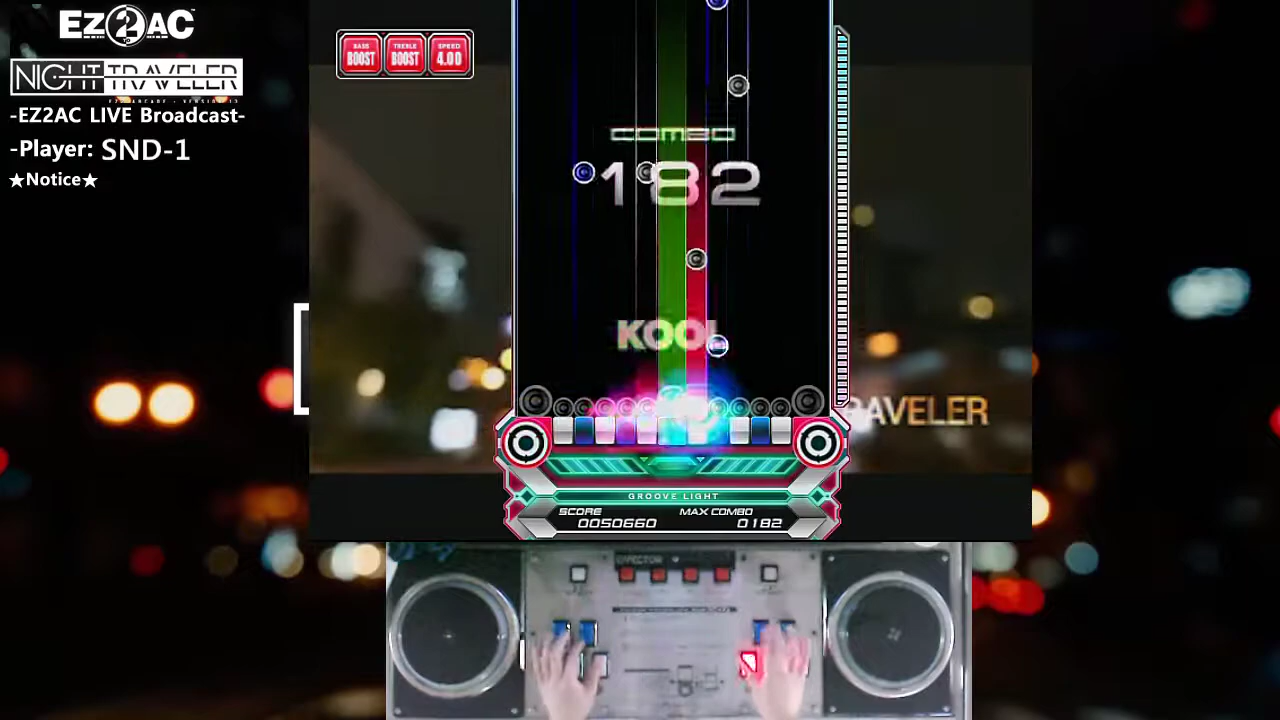 EZ2AC
NIGHT TRAVELER
-EZ2AC LIVE Broadcast-
-Player: SND-1
★Notice★
BASS BOOST
TREBLE BOOST
SPEED 4.00
COMBO
182
KOOL
RAVELER
GROOVE LIGHT
SCORE MAX COMBO
0050660 0182
EFFECTOR